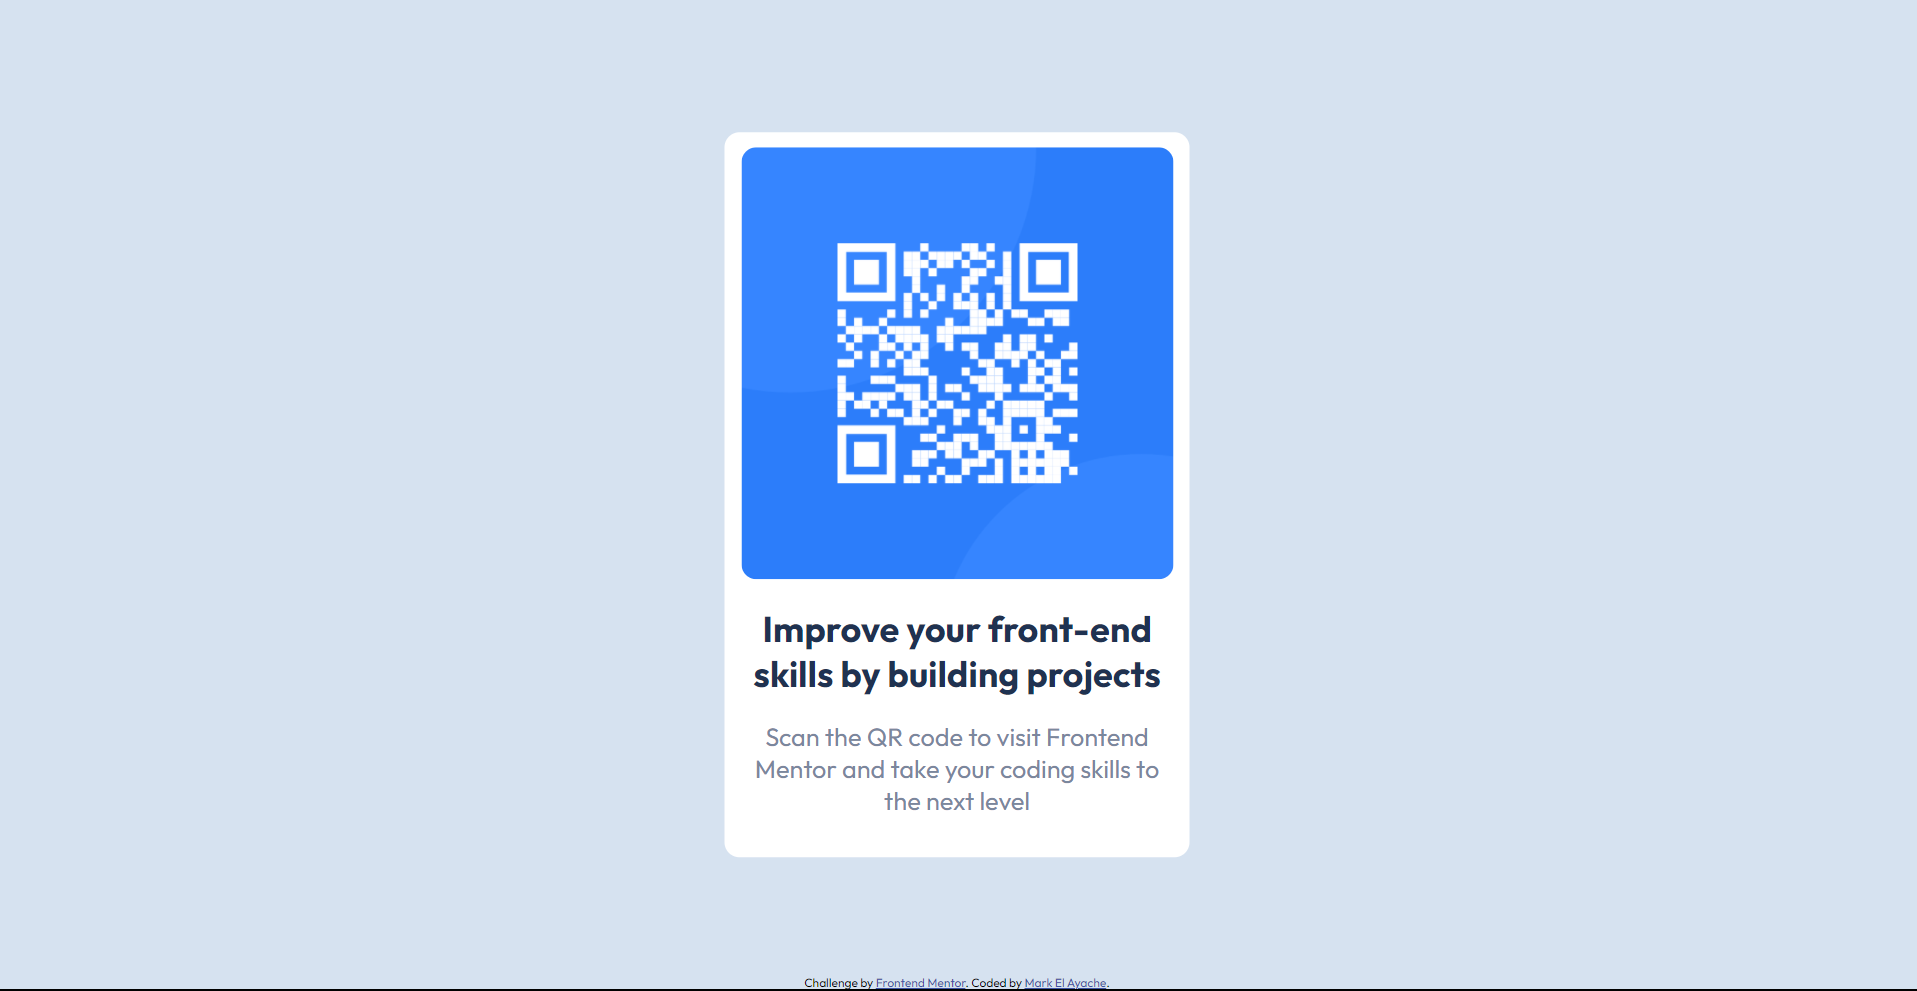 Improve your front-end
skills by building projects
Scan the QR code to visit Frontend
Mentor and take your coding skills to
the next level
Challenge by Frontend Mentor. Coded by Mark El Ayache.